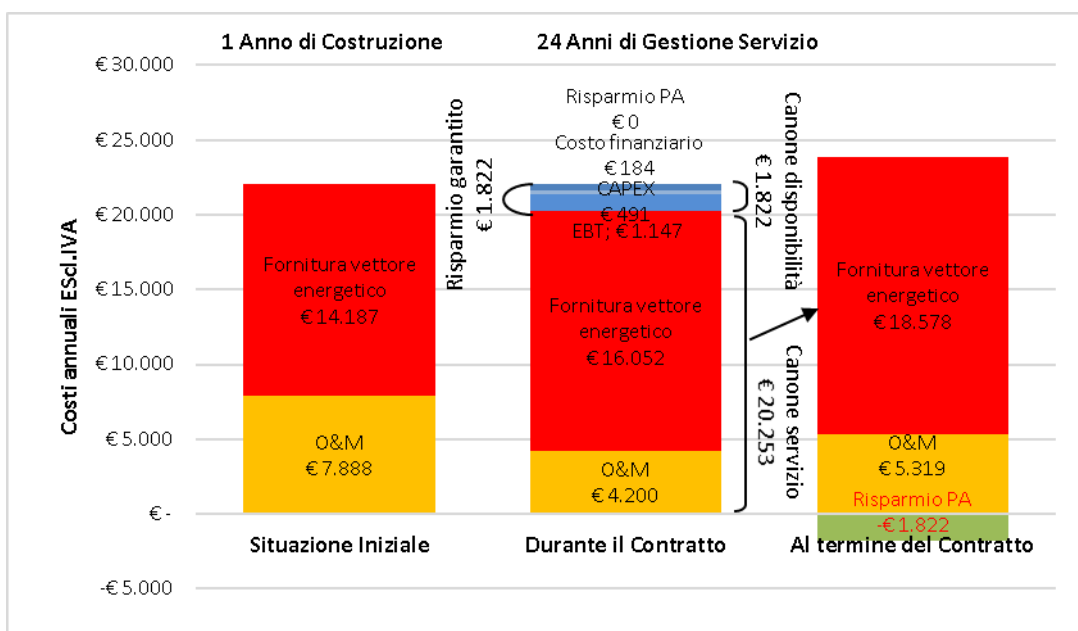 1 Anno di Costruzione
24 Anni di Gestione Servizio
€ 30.000
€ 25.000
€ 20.000
€ 15.000
€ 10.000
€ 5.000
€ -
-€ 5.000
Costi annuali EScl.IVA
Fornitura vettore
energetico
€ 14.187
O&M
€ 7.888
Situazione Iniziale
Risparmio garantito
€ 1.822
Risparmio PA
€ 0
Costo finanziario
€ 184
CAPEX
€ 491
EBT; € 1.147
Fornitura vettore
energetico
€ 16.052
O&M
€ 4.200
Durante il Contratto
Canone disponibilità
€ 1.822
Canone servizio
€ 20.253
Fornitura vettore
energetico
€ 18.578
O&M
€ 5.319
Risparmio PA
-€ 1.822
Al termine del Contratto